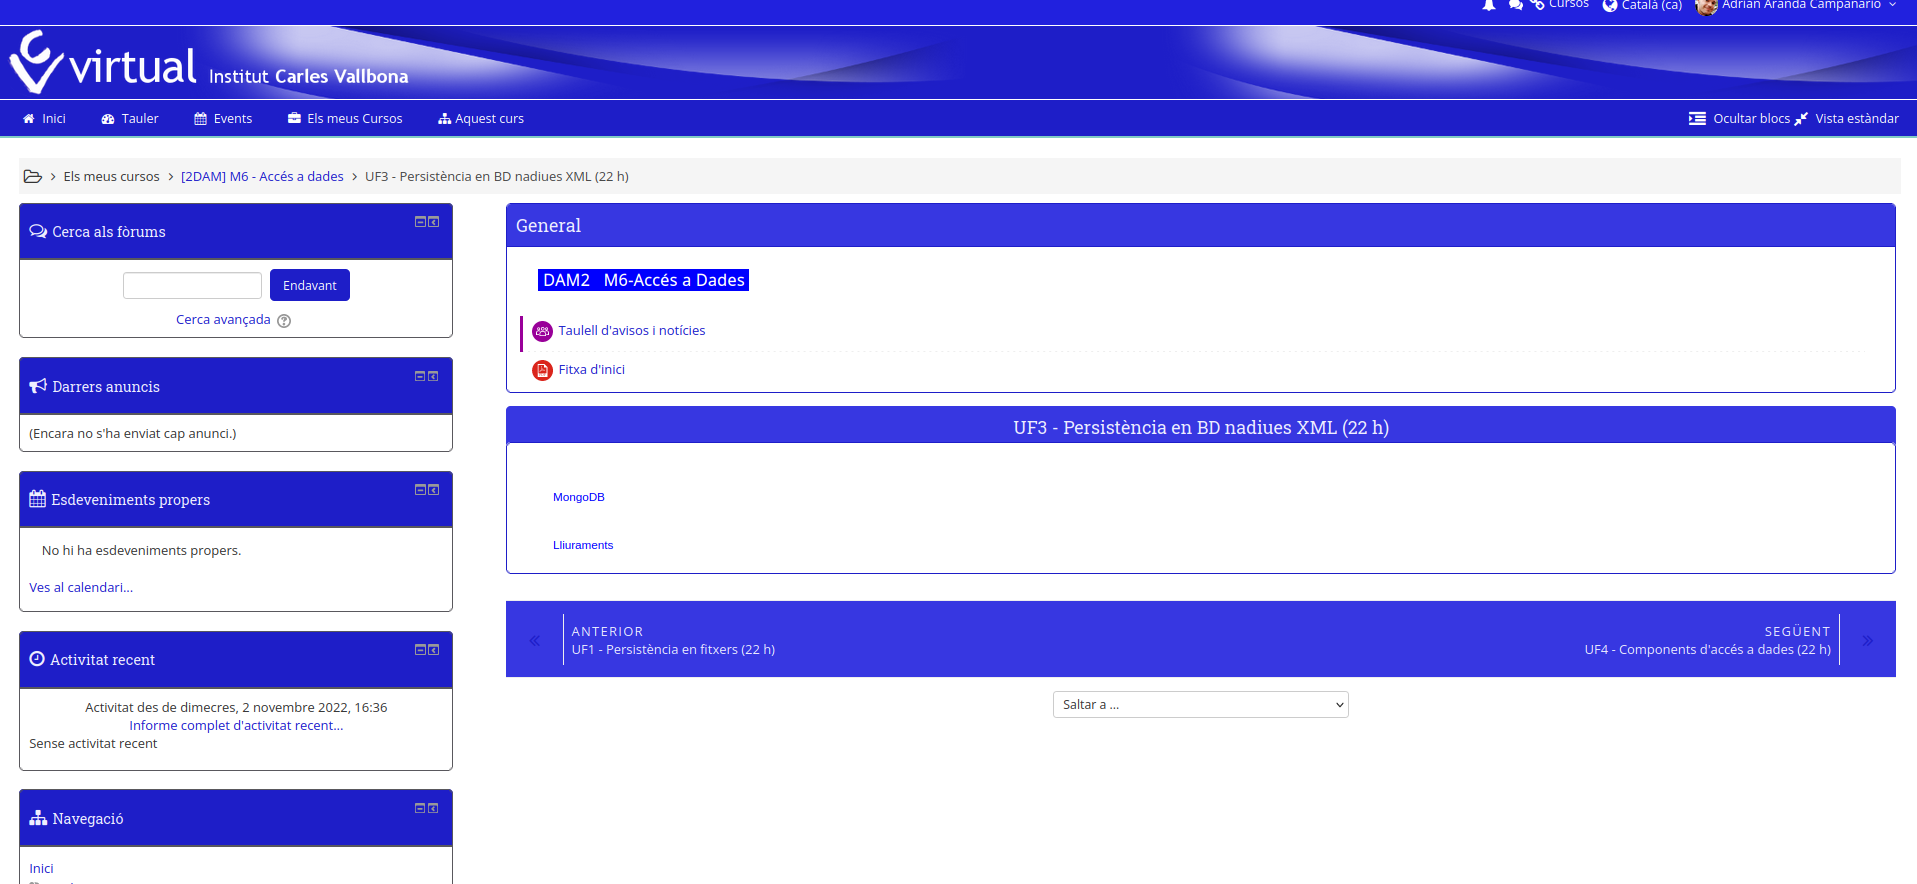 Cursos
Català (ca)
Adrián Aranda Campanario
virtual Institut Carles Vallbona
Inici
Tauler
Events
Els meus Cursos
Aquest curs
Ocultar blocs
Vista estàndar
Els meus cursos
[2DAM] M6 - Accés a dades
UF3 - Persistència en BD nadiues XML (22 h)
Cerca als fòrums
Endavant
Cerca avançada
Darrers anuncis
(Encara no s'ha enviat cap anunci.)
Esdeveniments propers
No hi ha esdeveniments propers.
Ves al calendari...
Activitat recent
Activitat des de dimecres, 2 novembre 2022, 16:36
Informe complet d'activitat recent...
Sense activitat recent
Navegació
Inici
General
DAM2 M6-Accés a Dades
Taulell d'avisos i notícies
Fitxa d'inici
UF3 - Persistència en BD nadiues XML (22 h)
MongoDB
Lliuraments
ANTERIOR
UF1 - Persistència en fitxers (22 h)
SEGÜENT
UF4 - Components d'accés a dades (22 h)
Saltar a ...